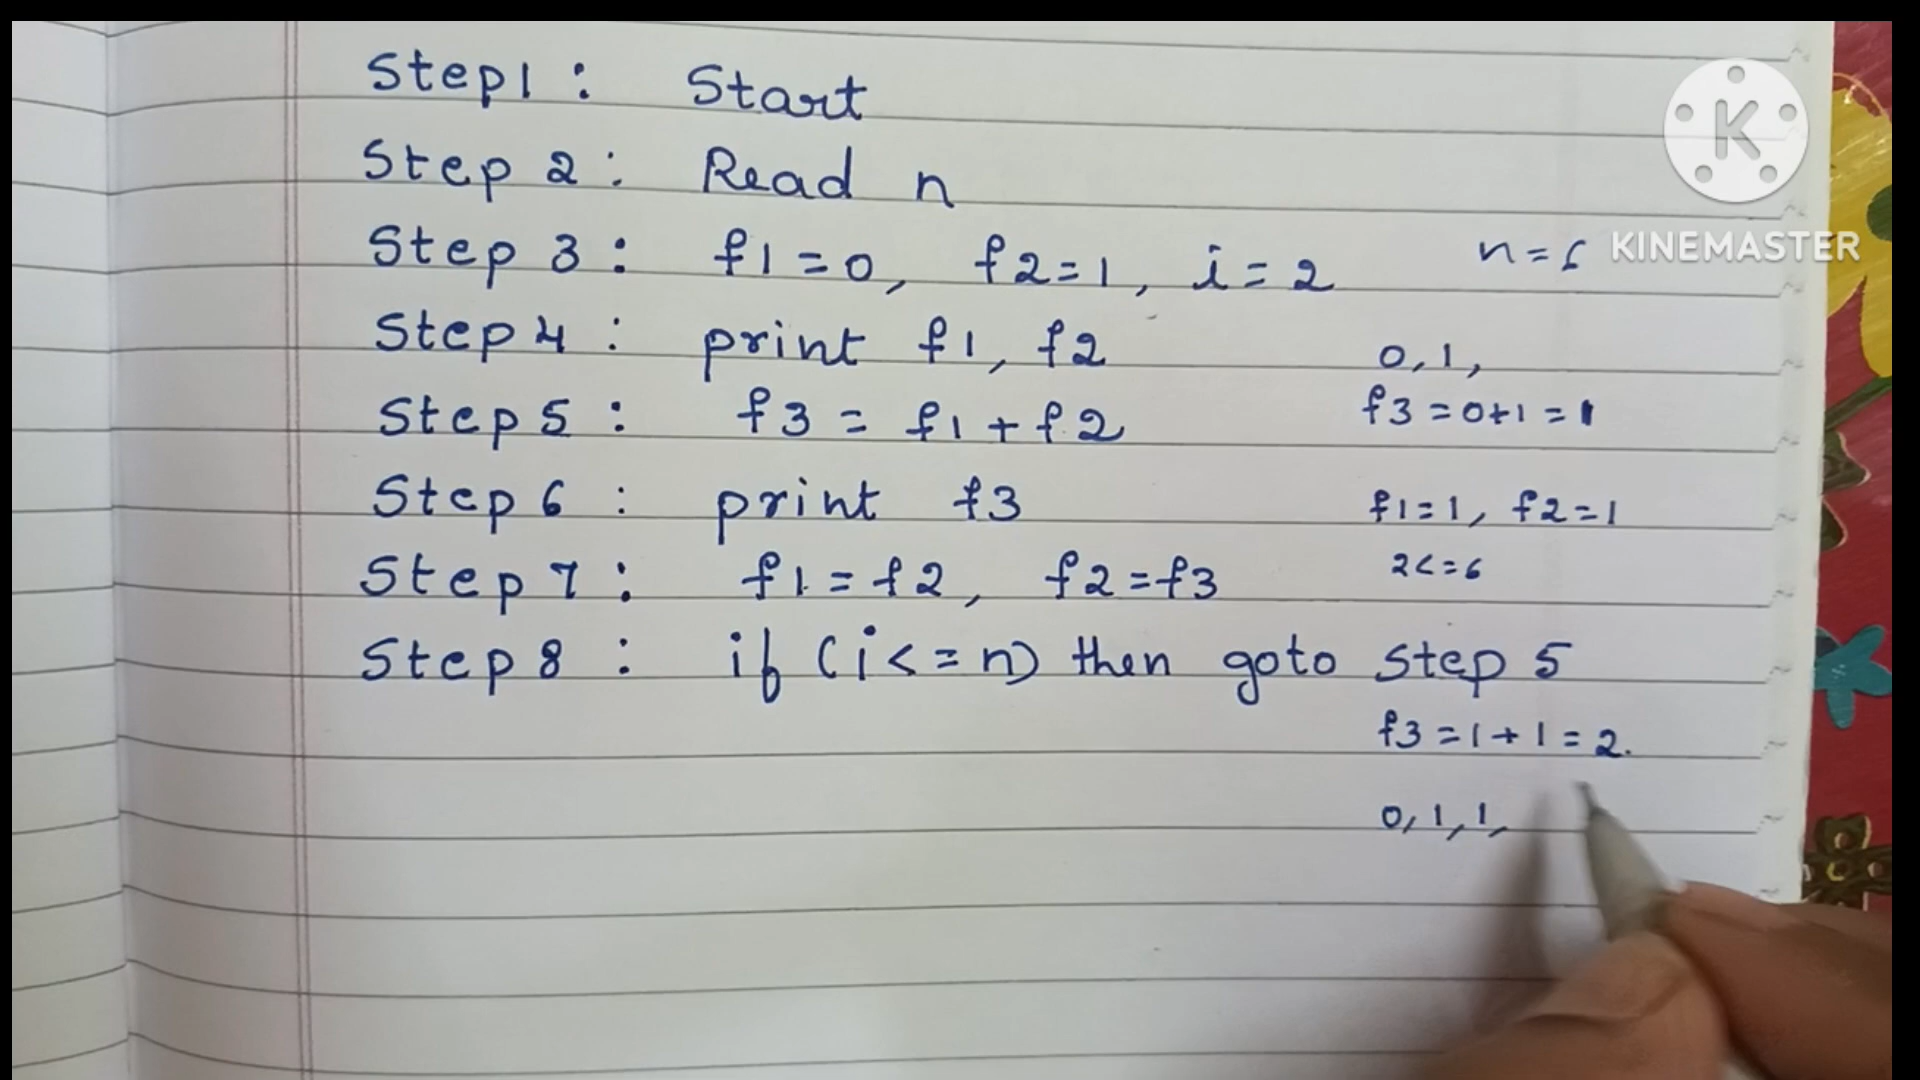 Step1 : Start
Step 2 : Read n
Step 3 : f1=0, f2=1, i=2
n=6
KINEMASTER
Step 4 : print f1, f2
0, 1,
Step 5 : f3 = f1+f2
f3 = 0+1 = 1
Step 6 : print f3
f1=1, f2=1
Step 7 : f1=f2, f2=f3
2<=6
Step 8 : if (i<=n) then goto Step 5
f3 = 1+1 = 2.
0, 1, 1,